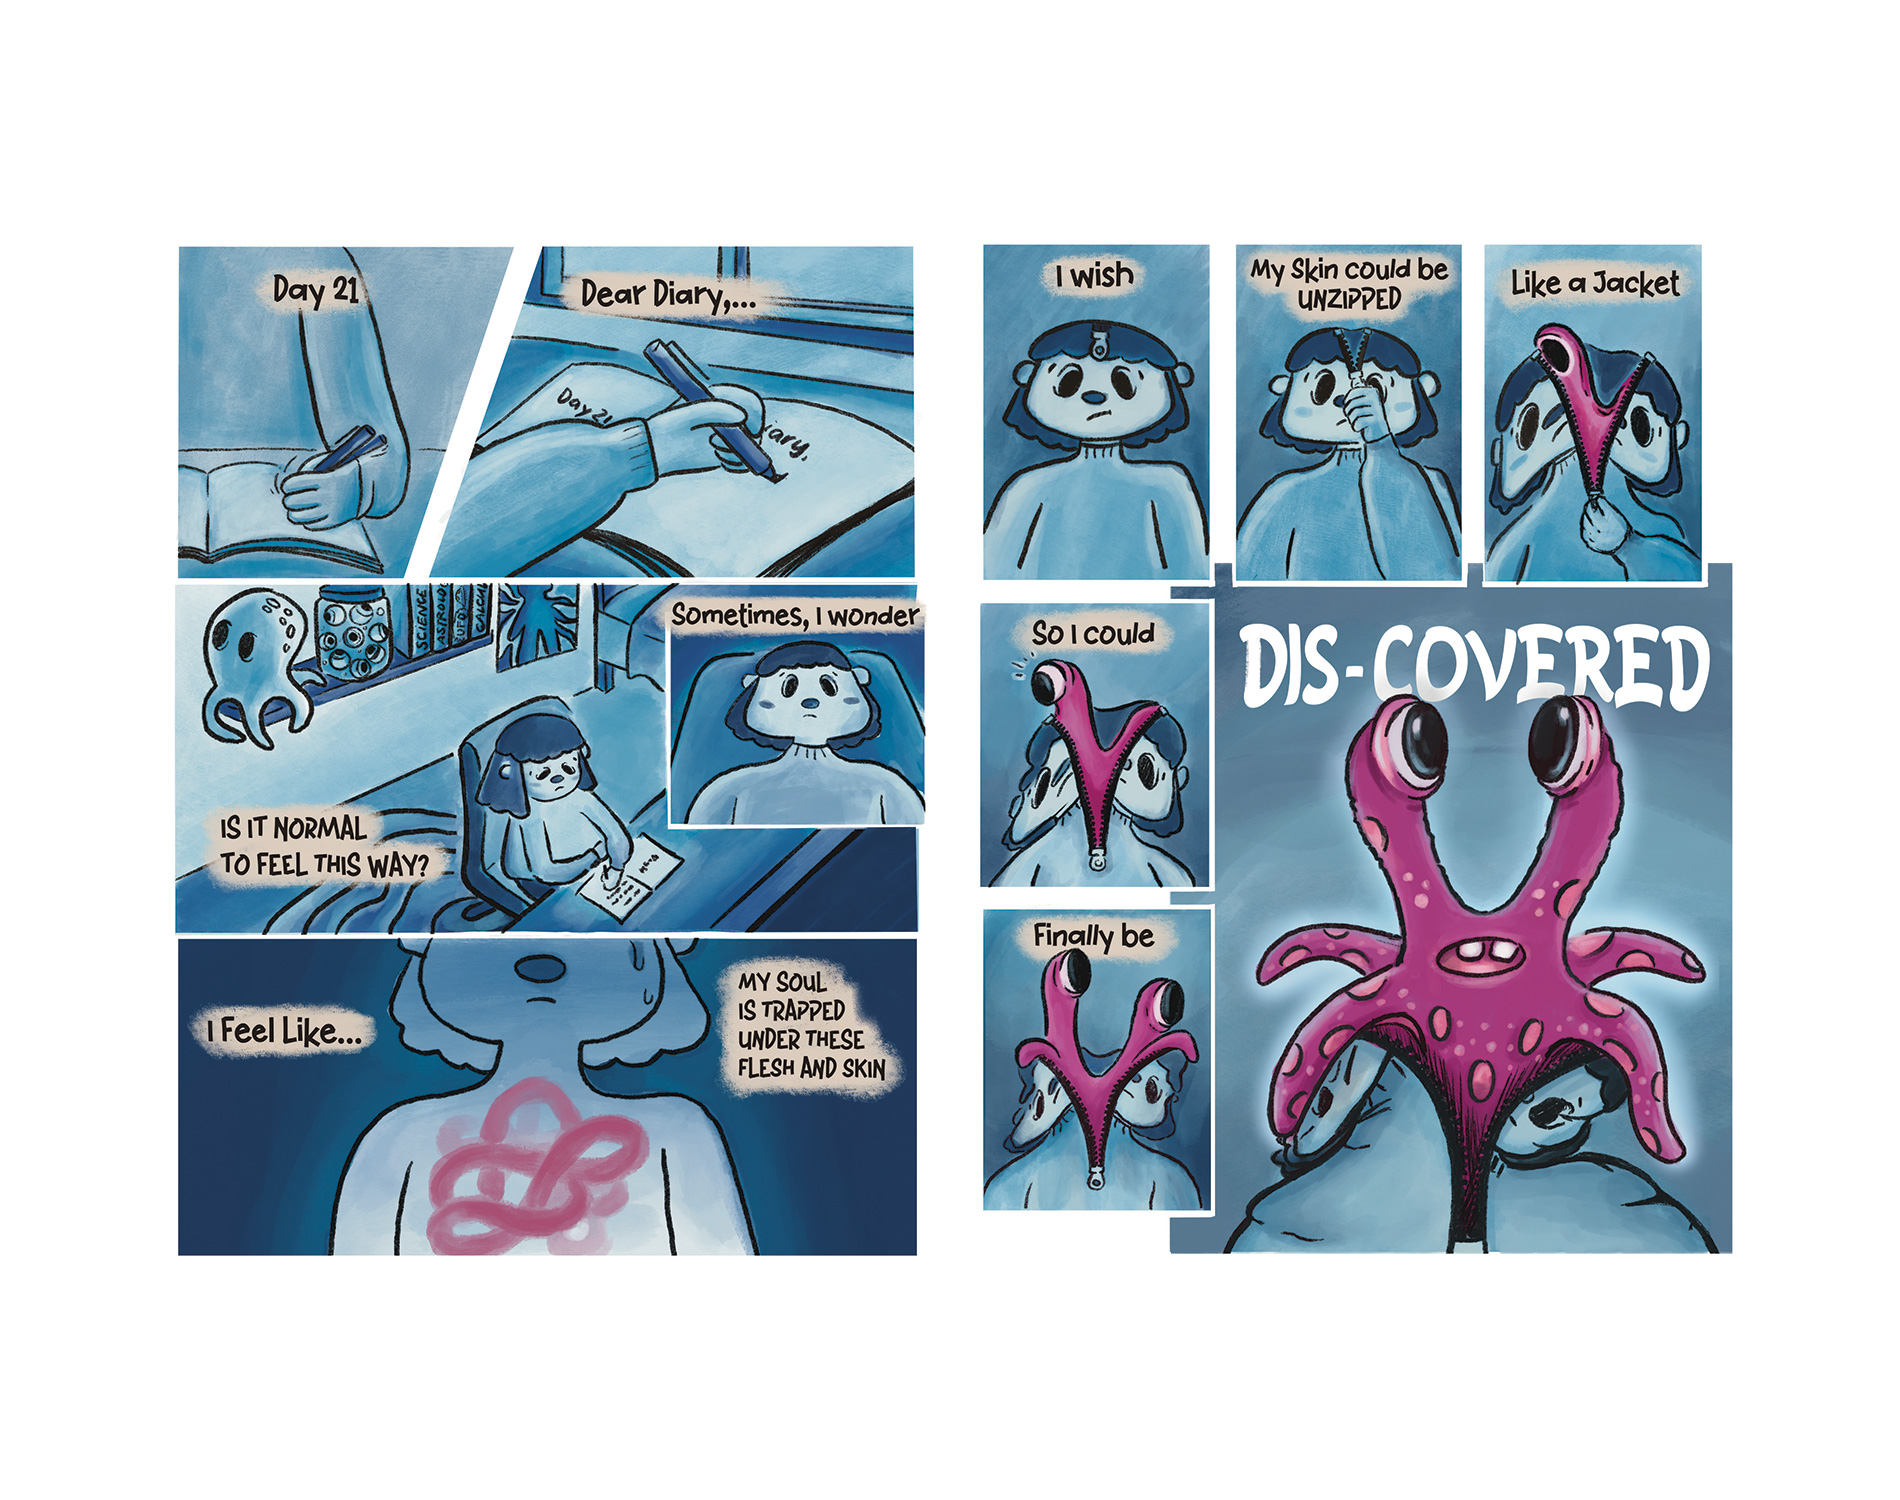 Day 21
Dear Diary,...
Day 21
iary,
SCIENCE
UFO
Sometimes, I wonder
IS IT NORMAL
TO FEEL THIS WAY?
I Feel Like...
MY SOUL
IS TRAPPED
UNDER THESE
FLESH AND SKIN
I wish
My Skin could be
UNZIPPED
Like a Jacket
So I could
Finally be
DIS-COVERED